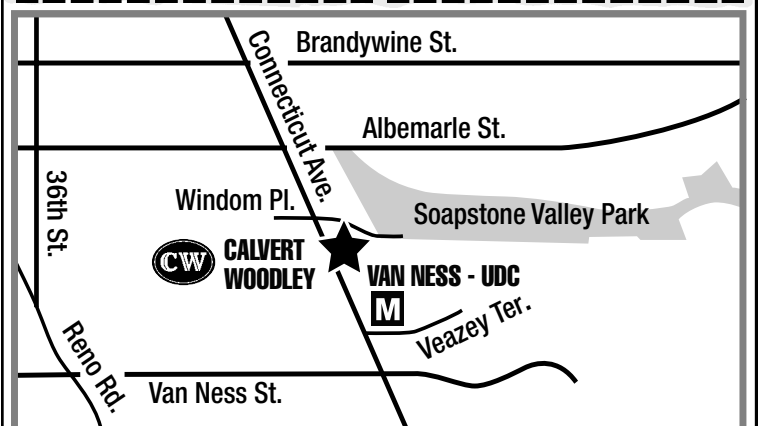 Brandywine St.
Connecticut Ave.
Albemarle St.
36th St.
Windom Pl.
Soapstone Valley Park
CW
CALVERT
WOODLEY
VAN NESS - UDC
M
Veazey Ter.
Reno Rd.
Van Ness St.